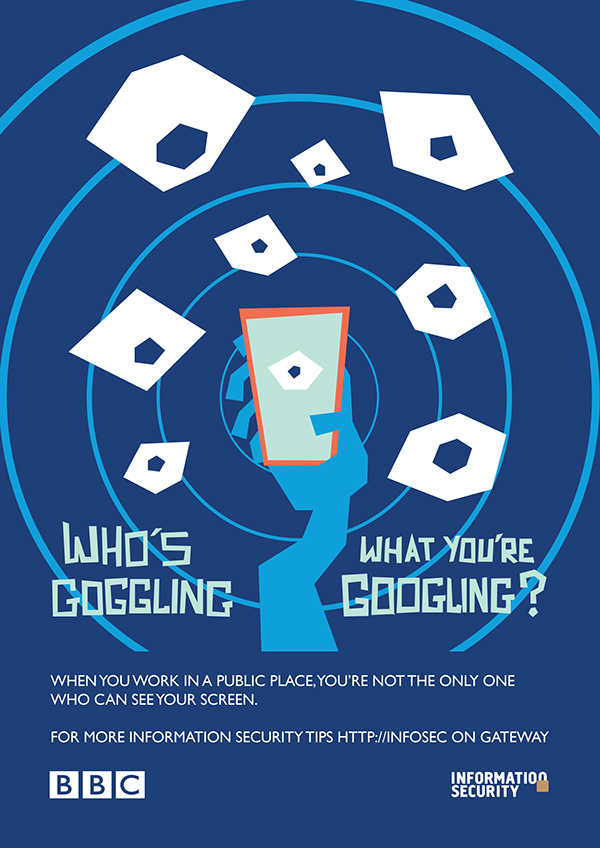 WHO'S
GOGGLING
WHAT YOU'RE
GOOGLING?
WHEN YOU WORK IN A PUBLIC PLACE, YOU'RE NOT THE ONLY ONE
WHO CAN SEE YOUR SCREEN.
FOR MORE INFORMATION SECURITY TIPS HTTP://INFOSEC ON GATEWAY
BBC
INFORMATION
SECURITY